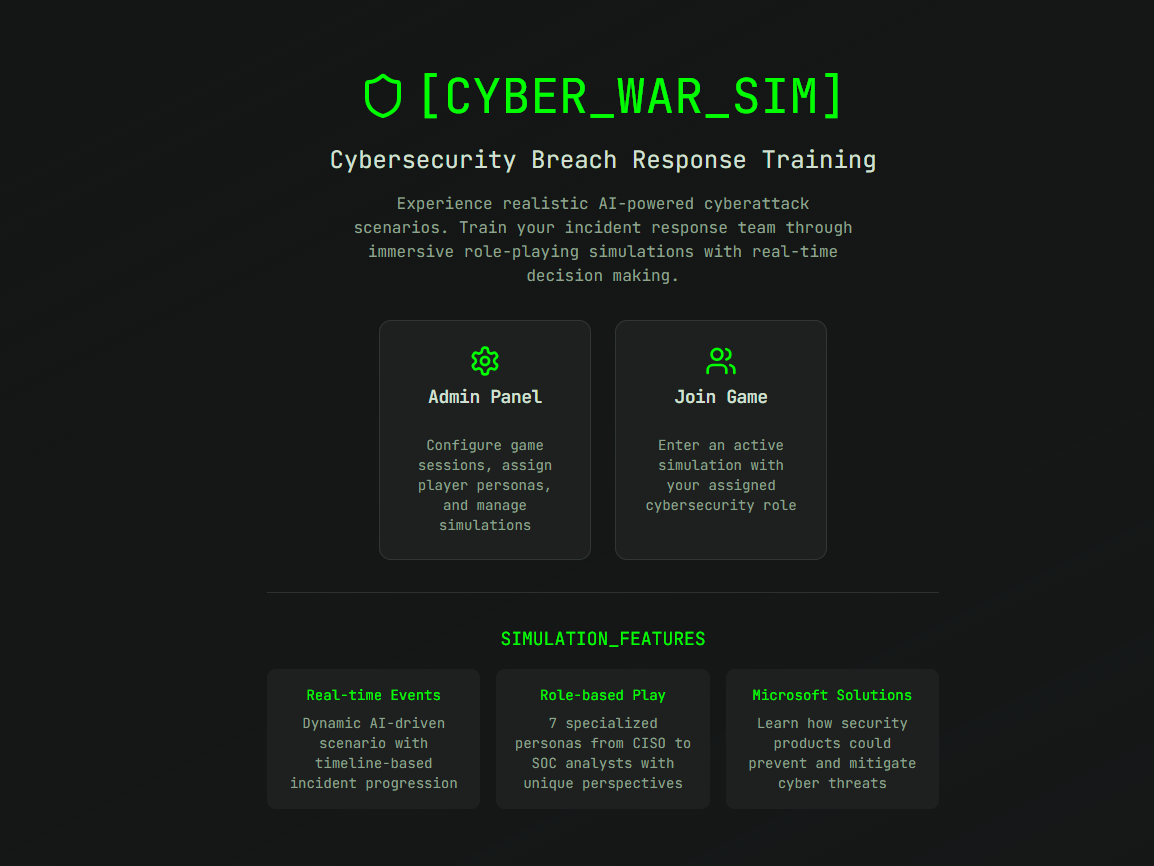 [CYBER_WAR_SIM]
Cybersecurity Breach Response Training
Experience realistic AI-powered cyberattack
scenarios. Train your incident response team through
immersive role-playing simulations with real-time
decision making.
Admin Panel
Configure game
sessions, assign
player personas,
and manage
simulations
Join Game
Enter an active
simulation with
your assigned
cybersecurity role
SIMULATION_FEATURES
Real-time Events
Dynamic AI-driven
scenario with
timeline-based
incident progression
Role-based Play
7 specialized
personas from CISO to
SOC analysts with
unique perspectives
Microsoft Solutions
Learn how security
products could
prevent and mitigate
cyber threats